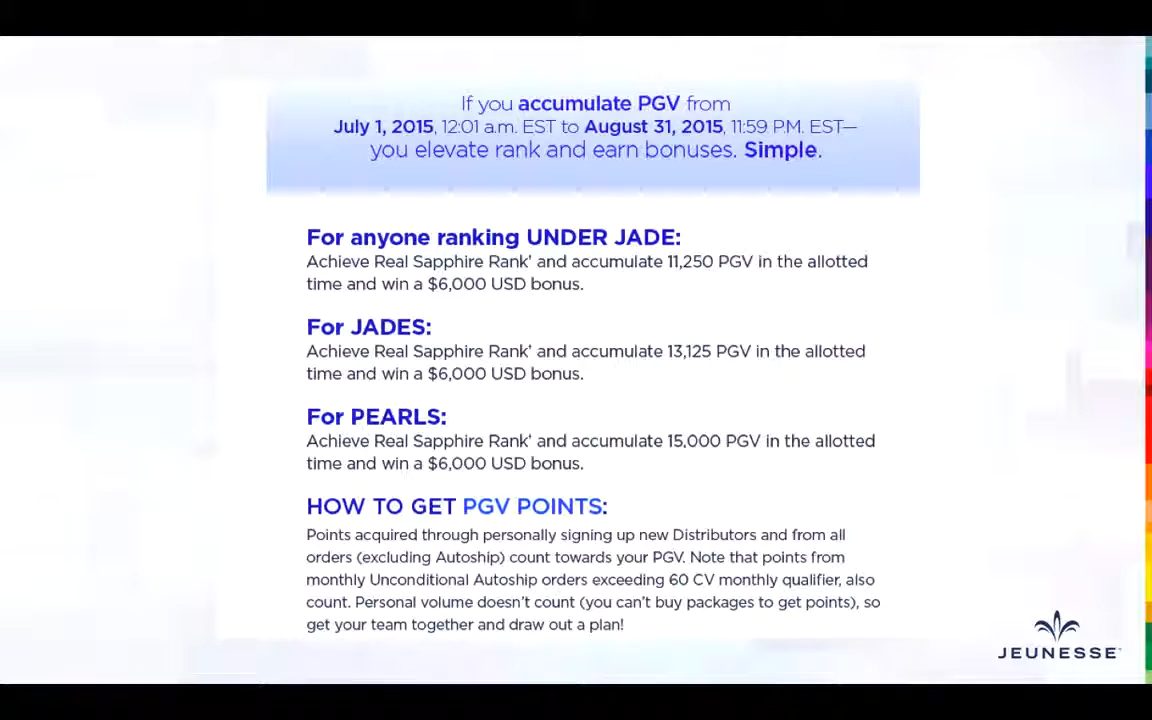 If you accumulate PGV from
July 1, 2015, 12:01 a.m. EST to August 31, 2015, 11:59 P.M. EST—
you elevate rank and earn bonuses. Simple.
For anyone ranking UNDER JADE:
Achieve Real Sapphire Rank† and accumulate 11,250 PGV in the allotted
time and win a $6,000 USD bonus.
For JADES:
Achieve Real Sapphire Rank† and accumulate 13,125 PGV in the allotted
time and win a $6,000 USD bonus.
For PEARLS:
Achieve Real Sapphire Rank† and accumulate 15,000 PGV in the allotted
time and win a $6,000 USD bonus.
HOW TO GET PGV POINTS:
Points acquired through personally signing up new Distributors and from all
orders (excluding Autoship) count towards your PGV. Note that points from
monthly Unconditional Autoship orders exceeding 60 CV monthly qualifier, also
count. Personal volume doesn't count (you can't buy packages to get points), so
get your team together and draw out a plan!
JEUNESSE